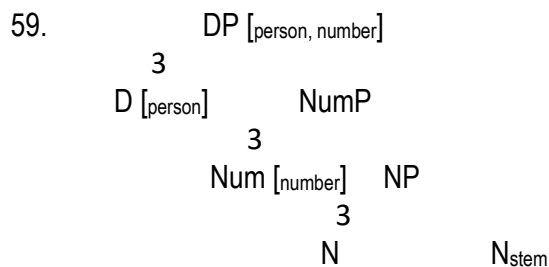 59. DP [person, number]
3
D [person] NumP
3
Num [number] NP
3
N Nstem